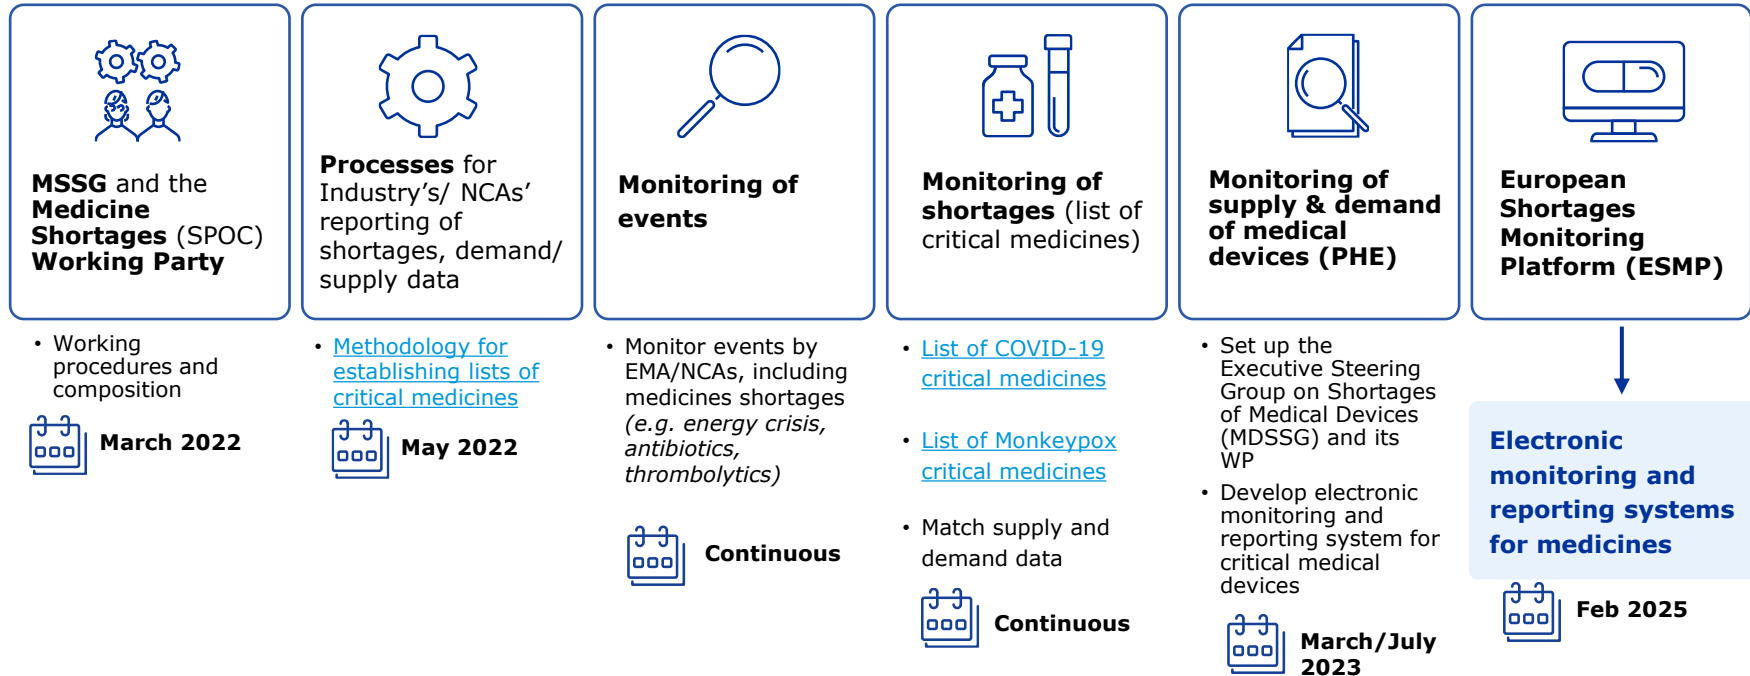 MSSG and the
Medicine
Shortages (SPOC)
Working Party
• Working
procedures and
composition
March 2022
Processes for
Industry's/ NCAs'
reporting of
shortages, demand/
supply data
• Methodology for
establishing lists of
critical medicines
May 2022
Monitoring of
events
• Monitor events by
EMA/NCAs, including
medicines shortages
(e.g. energy crisis,
antibiotics,
thrombolytics)
Continuous
Monitoring of
shortages (list of
critical medicines)
• List of COVID-19
critical medicines
• List of Monkeypox
critical medicines
• Match supply and
demand data
Continuous
Monitoring of
supply & demand
of medical
devices (PHE)
• Set up the
Executive Steering
Group on Shortages
of Medical Devices
(MDSSG) and its
WP
• Develop electronic
monitoring and
reporting system for
critical medical
devices
March/July
2023
European
Shortages
Monitoring
Platform (ESMP)
Electronic
monitoring and
reporting systems
for medicines
Feb 2025